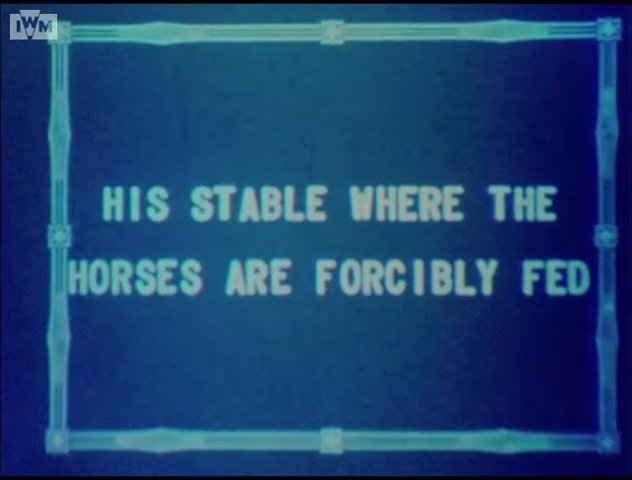 IWM
HIS STABLE WHERE THE
HORSES ARE FORCIBLY FED